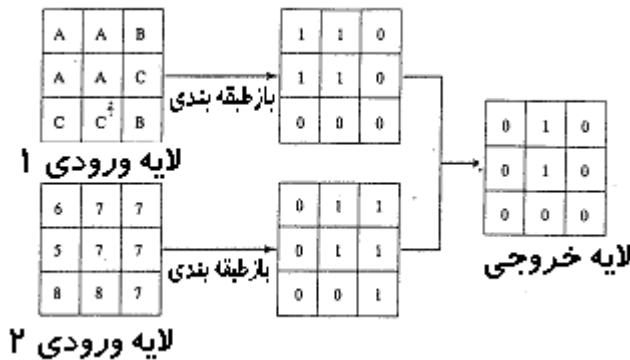 A A B
A A C
C C B
بازطبقه بندی
1 1 0
1 1 0
0 0 0
لایه ورودی ۱
6 7 7
5 7 7
8 8 7
بازطبقه بندی
0 1 1
0 1 1
0 0 1
لایه ورودی ۲
0 1 0
0 1 0
0 0 0
لایه خروجی